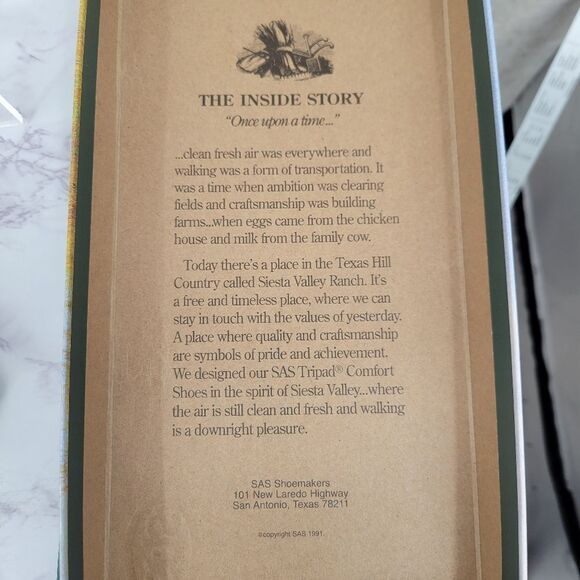 THE INSIDE STORY
"Once upon a time..."
...clean fresh air was everywhere and
walking was a form of transportation. It
was a time when ambition was clearing
fields and craftsmanship was building
farms...when eggs came from the chicken
house and milk from the family cow.
Today there's a place in the Texas Hill
Country called Siesta Valley Ranch. It's
a free and timeless place, where we can
stay in touch with the values of yesterday.
A place where quality and craftsmanship
are symbols of pride and achievement.
We designed our SAS Tripad® Comfort
Shoes in the spirit of Siesta Valley...where
the air is still clean and fresh and walking
is a downright pleasure.
SAS Shoemakers
101 New Laredo Highway
San Antonio, Texas 78211
©copyright SAS 1991